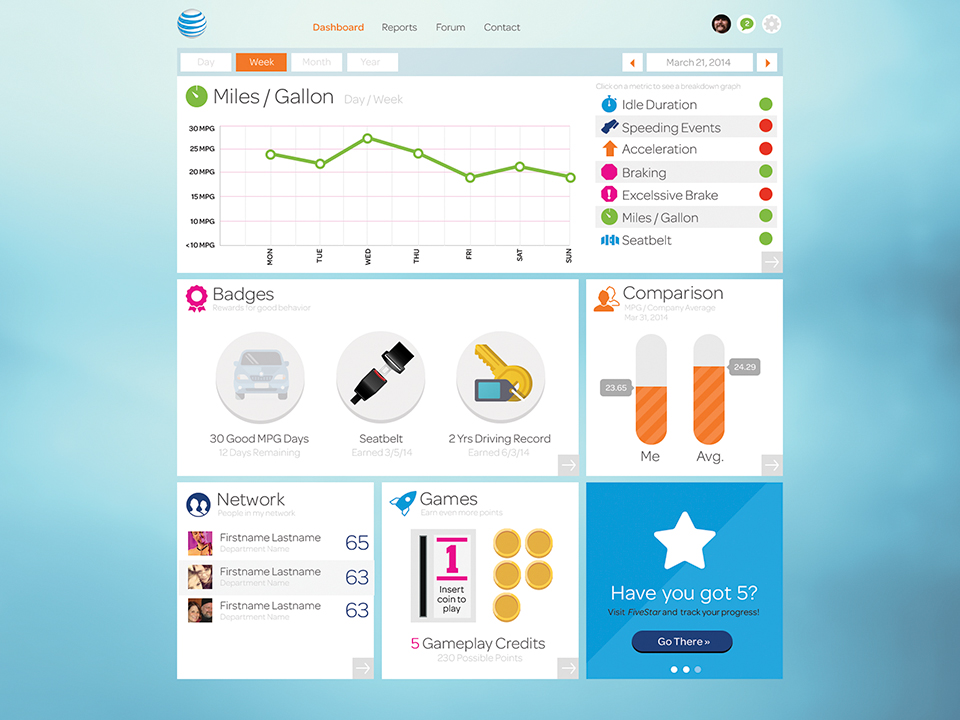 Dashboard Reports Forum Contact
2
Day Week Month Year
March 21, 2014
Miles / Gallon Day / Week
30 MPG
25 MPG
20 MPG
15 MPG
10 MPG
<10 MPG
MON TUE WED THU FRI SAT SUN
Click on a metric to see a breakdown graph
Idle Duration
Speeding Events
Acceleration
Braking
Excelssive Brake
Miles / Gallon
Seatbelt
Badges
Rewards for good behavior
30 Good MPG Days
12 Days Remaining
Seatbelt
Earned 3/5/14
2 Yrs Driving Record
Earned 6/3/14
Comparison
MPG / Company Average
Mar 31, 2014
23.65
24.29
Me Avg.
Network
People in my network
Firstname Lastname
Department Name
65
Firstname Lastname
Department Name
63
Firstname Lastname
Department Name
63
Games
Earn even more points
1
Insert
coin to
play
5 Gameplay Credits
230 Possible Points
Have you got 5?
Visit FiveStar and track your progress!
Go There »